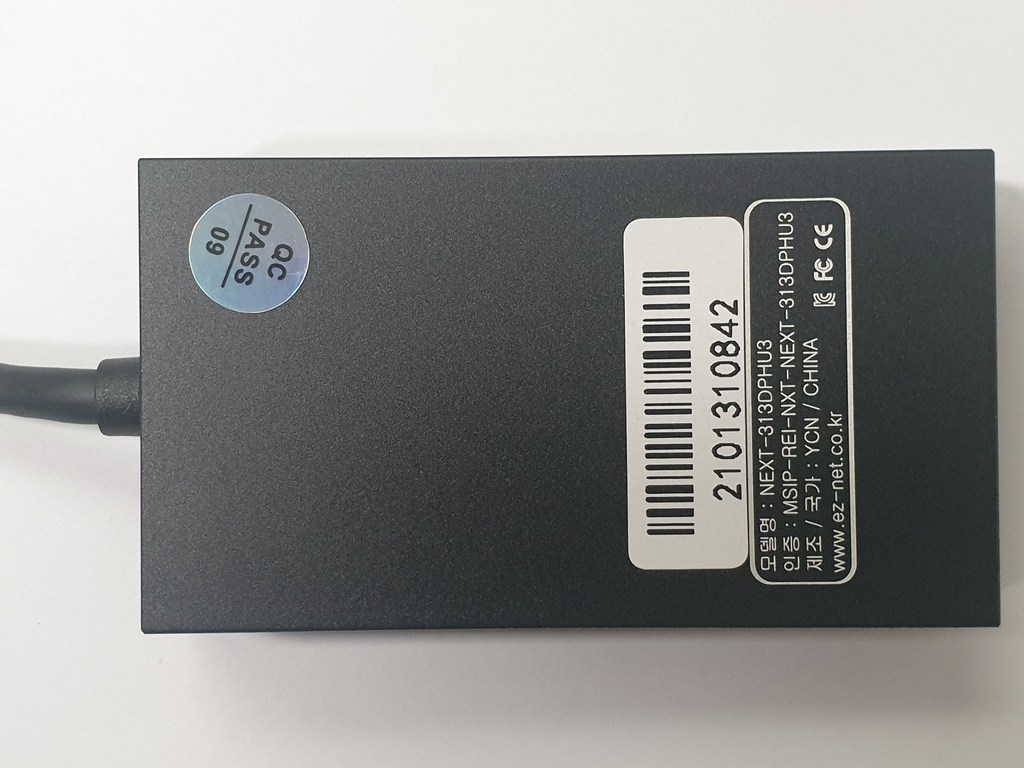 QC
PASS
09
2101310842
모델명 : NEXT-313DPHU3
인증 : MSIP-REI-NXT-NEXT-313DPHU3
제조 / 국가 : YCN / CHINA
www.ez-net.co.kr
FC CE